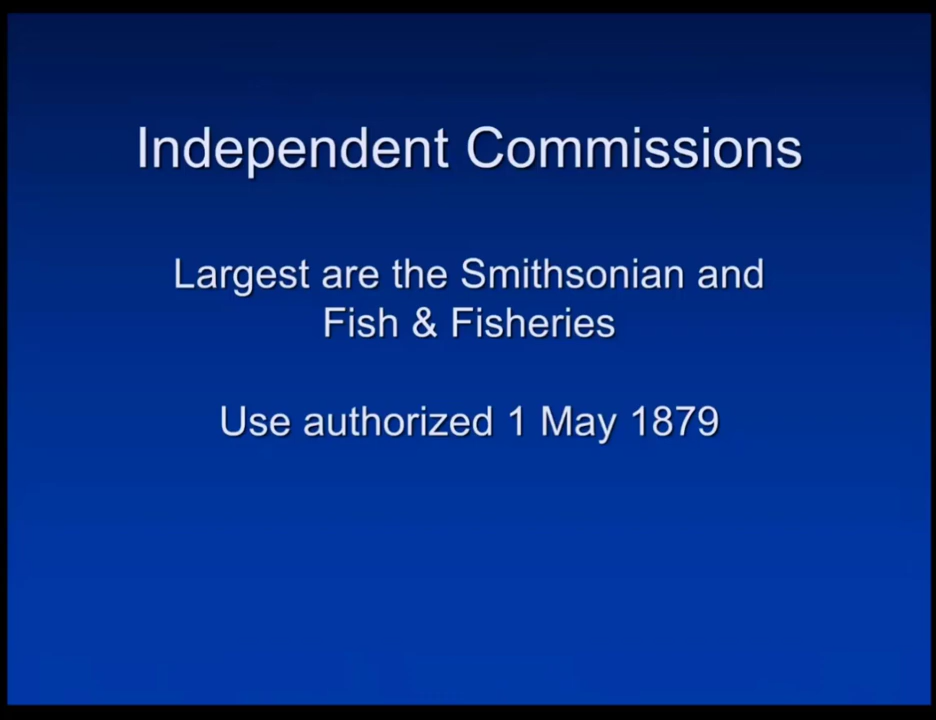 Independent Commissions
Largest are the Smithsonian and
Fish & Fisheries
Use authorized 1 May 1879